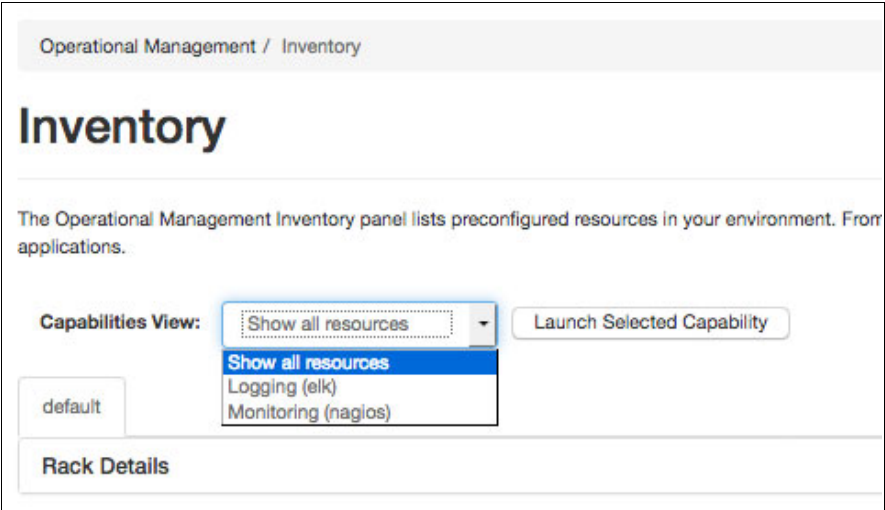 Operational Management / Inventory
Inventory
The Operational Management Inventory panel lists preconfigured resources in your environment. From
applications.
Capabilities View: Show all resources Launch Selected Capability
Show all resources
Logging (elk)
Monitoring (nagios)
default
Rack Details